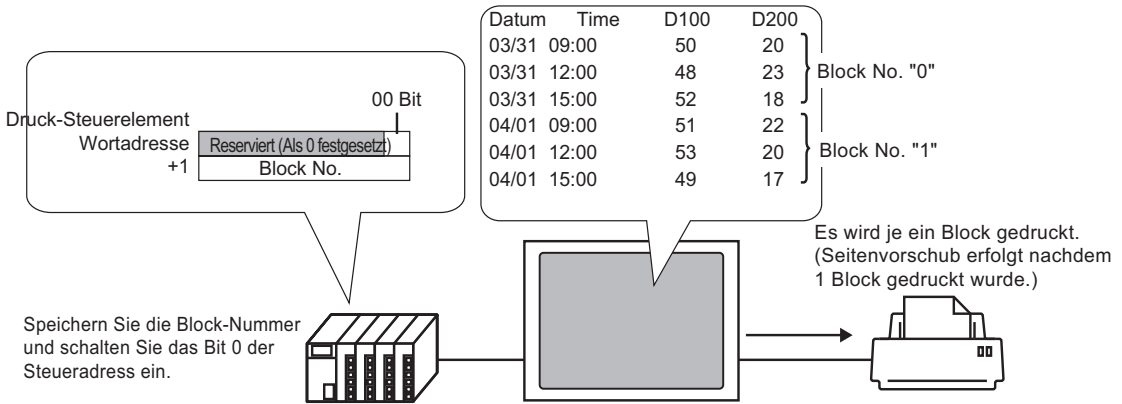 Datum Time D100 D200
03/31 09:00 50 20
03/31 12:00 48 23
03/31 15:00 52 18
Block No. "0"
04/01 09:00 51 22
04/01 12:00 53 20
04/01 15:00 49 17
Block No. "1"
00 Bit
Druck-Steuerelement
Wortadresse
Reserviert (Als 0 festgesetzt)
+1
Block No.
Es wird je ein Block gedruckt.
(Seitenvorschub erfolgt nachdem
1 Block gedruckt wurde.)
Speichern Sie die Block-Nummer
und schalten Sie das Bit 0 der
Steueradress ein.